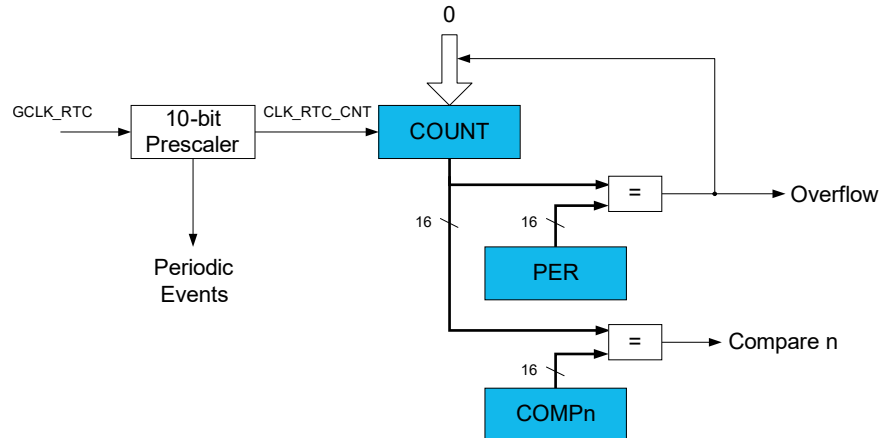 0
GCLK_RTC
10-bit
Prescaler
CLK_RTC_CNT
COUNT
=
Overflow
16
16
Periodic
Events
PER
=
Compare n
16
COMPn